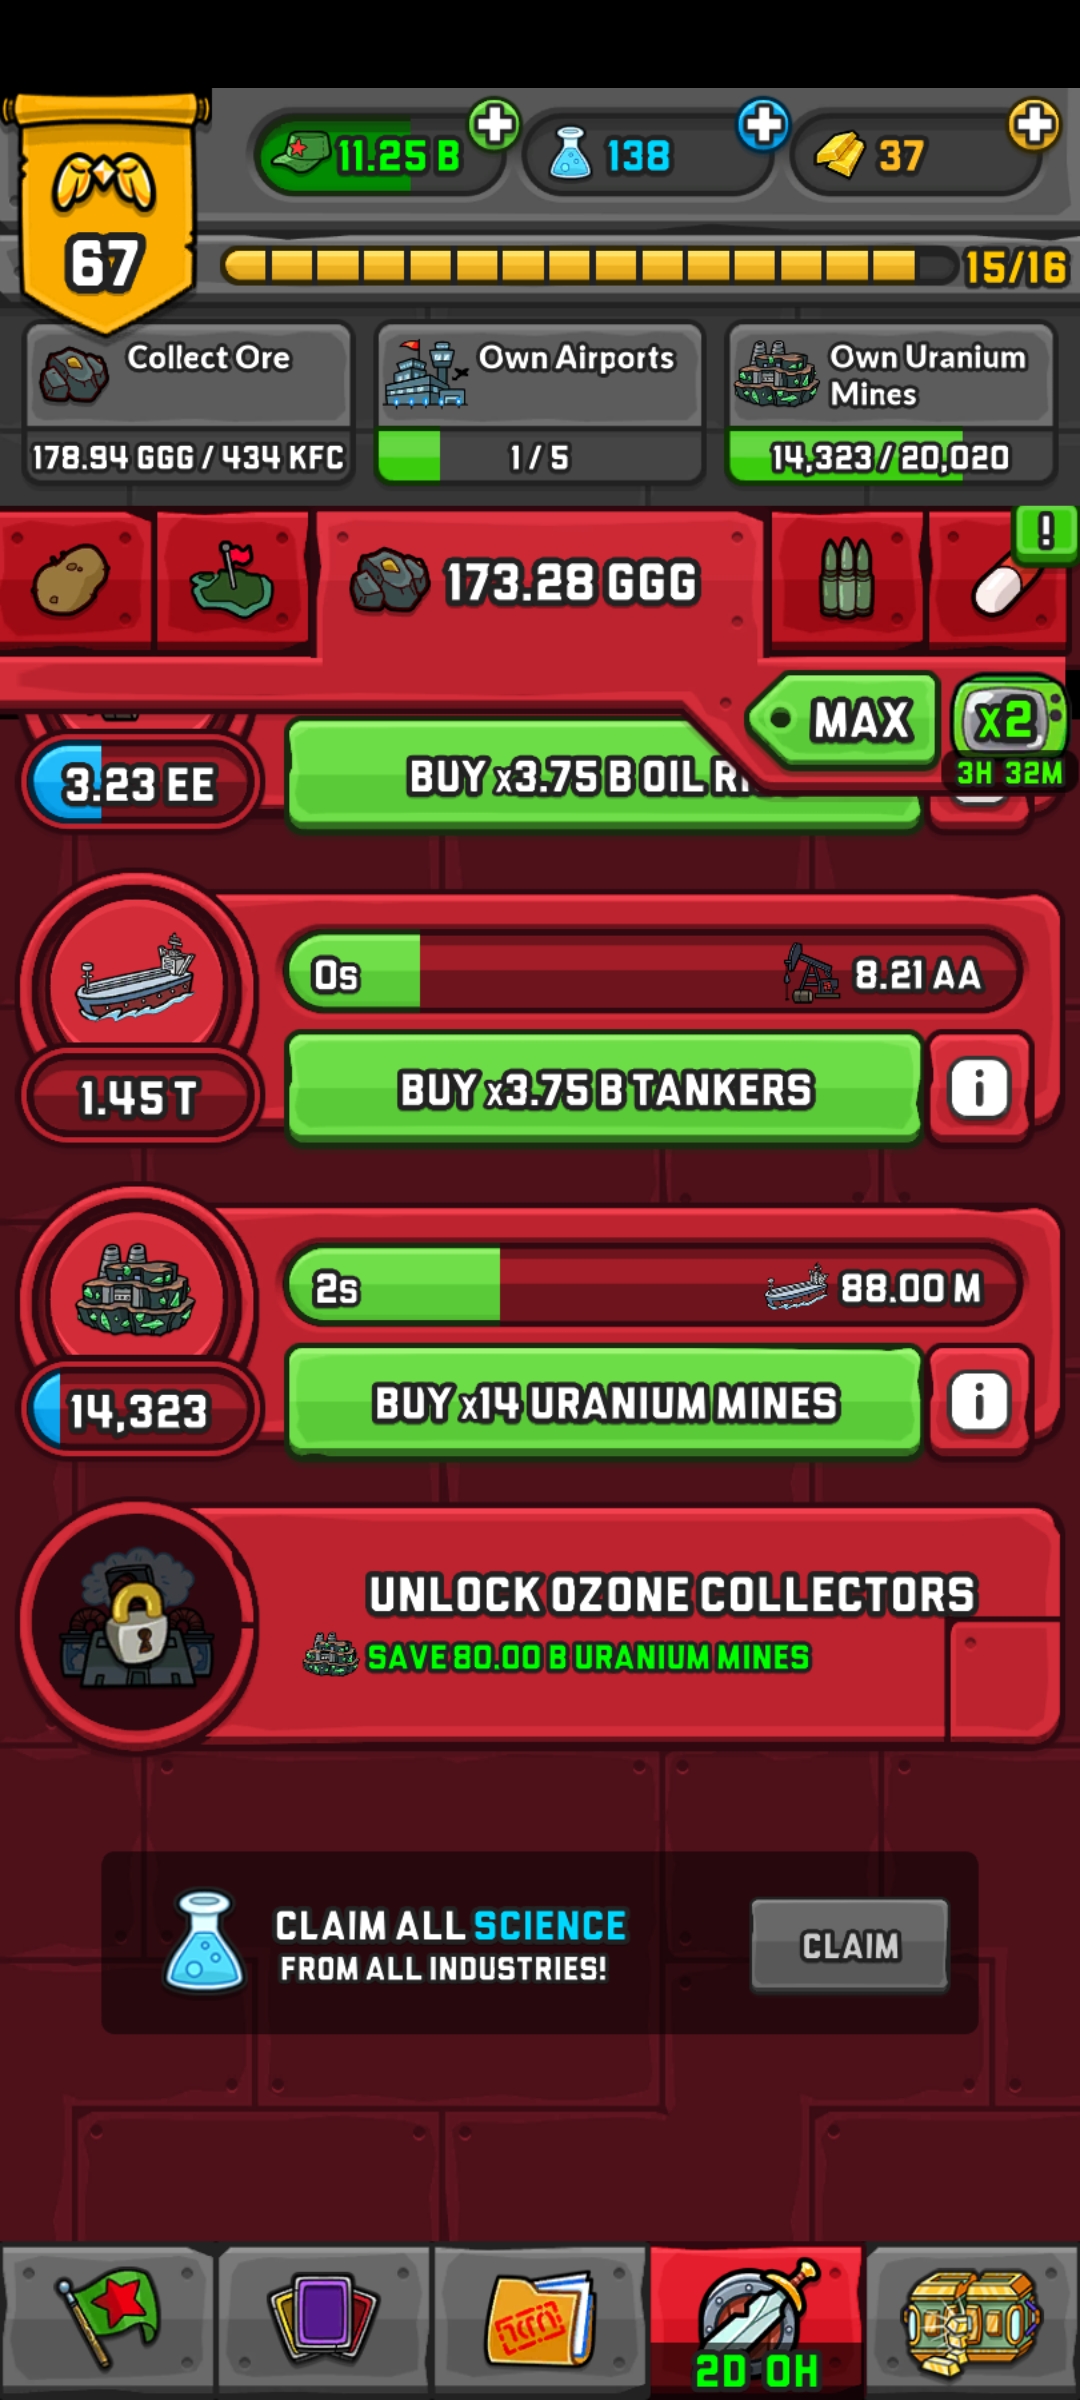 11.25 B
138
37
67
15/16
Collect Ore
Own Airports
Own Uranium
Mines
178.94 GGG / 434 KFC
1 / 5
14,323 / 20,020
!
173.28 GGG
MAX
x2
3H 32M
3.23 EE
BUY x3.75 B OIL
0s
8.21 AA
1.45 T
BUY x3.75 B TANKERS
i
2s
88.00 M
14,323
BUY x14 URANIUM MINES
i
UNLOCK OZONE COLLECTORS
SAVE 80.00 B URANIUM MINES
CLAIM ALL SCIENCE
FROM ALL INDUSTRIES!
CLAIM
2D 0H